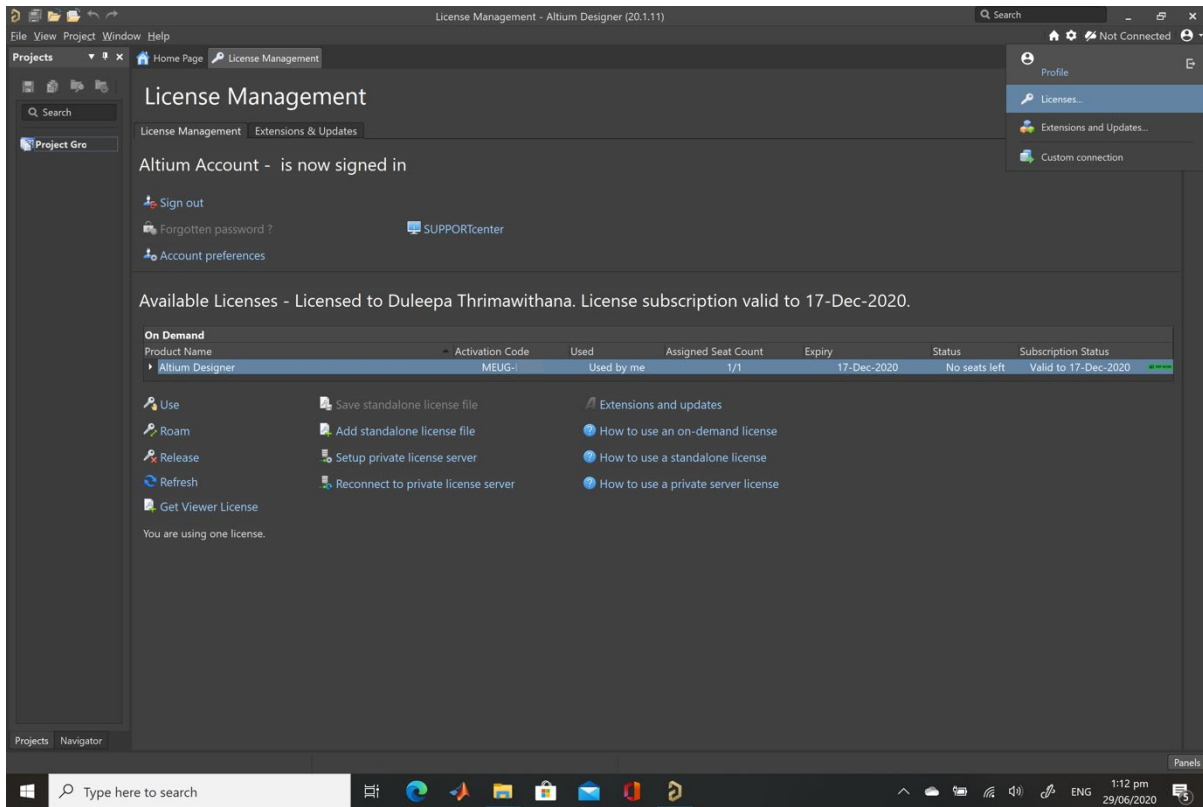 License Management - Altium Designer (20.1.11)
Search
File View Project Window Help
Not Connected
Projects
Home Page
License Management
Profile
Licenses...
Extensions and Updates...
Custom connection
Search
Project Gro
License Management
License Management Extensions & Updates
Altium Account - is now signed in
Sign out
Forgotten password ?
SUPPORTcenter
Account preferences
Available Licenses - Licensed to Duleepa Thrimawithana. License subscription valid to 17-Dec-2020.
On Demand
Product Name Activation Code Used Assigned Seat Count Expiry Status Subscription Status
Altium Designer MEUG- Used by me 1/1 17-Dec-2020 No seats left Valid to 17-Dec-2020
Use Save standalone license file Extensions and updates
Roam Add standalone license file How to use an on-demand license
Release Setup private license server How to use a standalone license
Refresh Reconnect to private license server How to use a private server license
Get Viewer License
You are using one license.
Projects Navigator
Panels
Type here to search
ENG
1:12 pm
29/06/2020
5